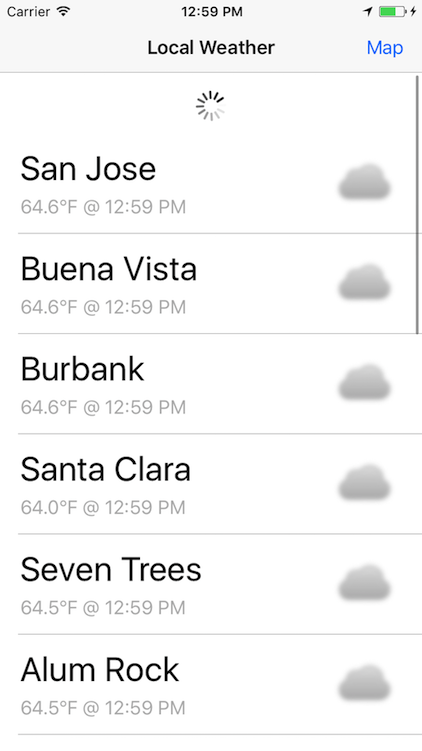 Carrier 12:59 PM
Local Weather Map
San Jose
64.6°F @ 12:59 PM
Buena Vista
64.6°F @ 12:59 PM
Burbank
64.6°F @ 12:59 PM
Santa Clara
64.0°F @ 12:59 PM
Seven Trees
64.5°F @ 12:59 PM
Alum Rock
64.5°F @ 12:59 PM